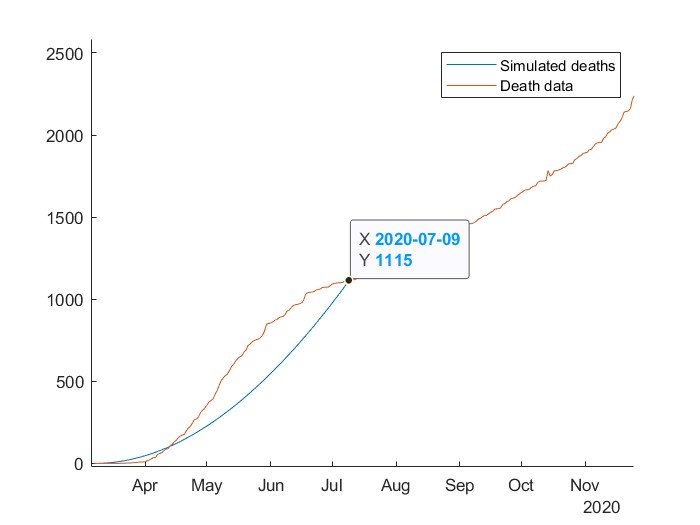 2500
Simulated deaths
Death data
2000
1500
X 2020-07-09
Y 1115
1000
500
0
Apr May Jun Jul Aug Sep Oct Nov
2020